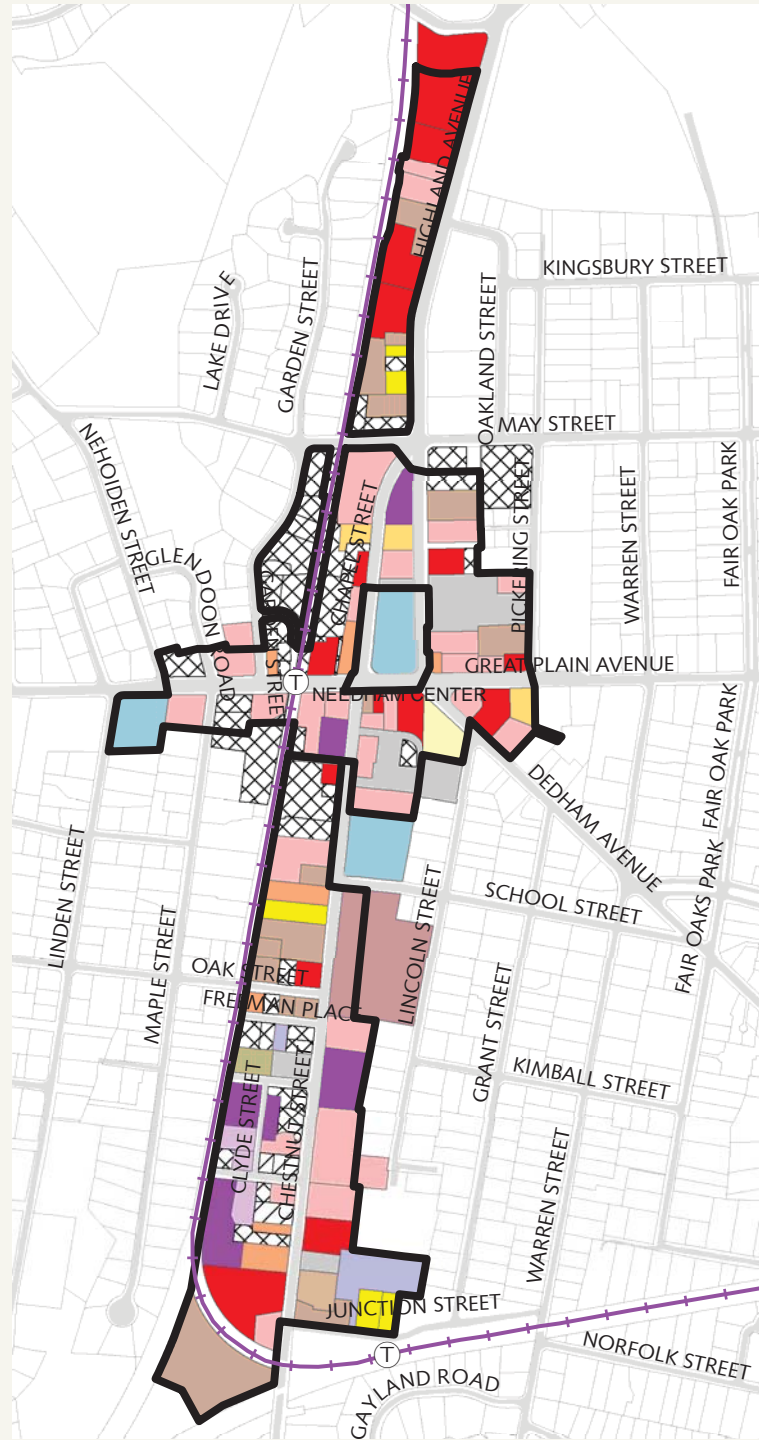 HIGHLAND AVENUE
KINGSBURY STREET
LAKE DRIVE
GARDEN STREET
OAKLAND STREET
MAY STREET
NEHOIDEN STREET
GLENDOON ROAD
CHAPEL STREET
PICKERING STREET
WARREN STREET
FAIR OAK PARK
GARDEN STREET
GREAT PLAIN AVENUE
T
NEEDHAM CENTER
FAIR OAK PARK
DEDHAM AVENUE
LINDEN STREET
MAPLE STREET
LINCOLN STREET
SCHOOL STREET
FAIR OAKS PARK
OAK STREET
FREEMAN PLACE
GRANT STREET
KIMBALL STREET
CLYDE STREET
CHESTNUT STREET
WARREN STREET
JUNCTION STREET
T
NORFOLK STREET
GAYLAND ROAD